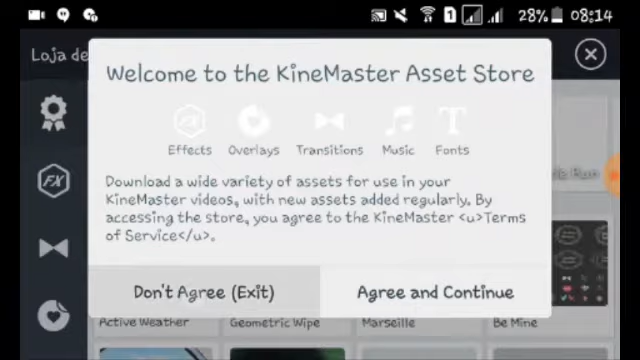 28% 08:14
Loja de
Welcome to the KineMaster Asset Store
Effects Overlays Transitions Music Fonts
Download a wide variety of assets for use in your
KineMaster videos, with new assets added regularly. By
accessing the store, you agree to the KineMaster <u>Terms
of Service</u>.
Don't Agree (Exit) Agree and Continue
Active Weather Geometric Wipe Marseille Be Mine